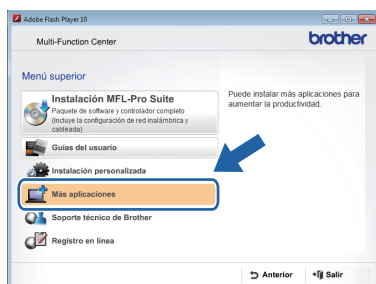 Adobe Flash Player 10
Multi-Function Center
brother
Menú superior
Instalación MFL-Pro Suite
Paquete de software y controlador completo
(Incluye la configuración de red inalámbrica y
cableada)
Guías del usuario
Instalación personalizada
Más aplicaciones
Soporte técnico de Brother
Registro en línea
Puede instalar más aplicaciones para
aumentar la productividad.
Anterior
Salir